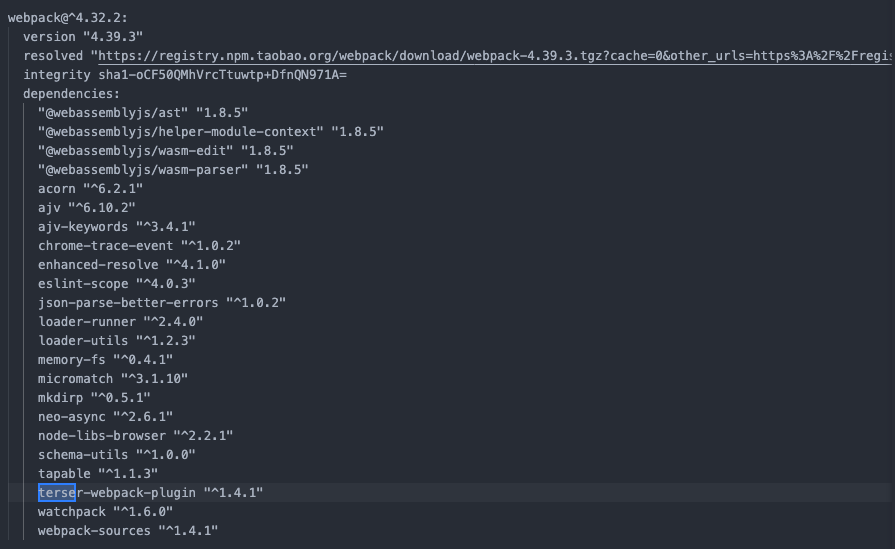 webpack@^4.32.2:
version "4.39.3"
resolved "https://registry.npm.taobao.org/webpack/download/webpack-4.39.3.tgz?cache=0&other_urls=https%3A%2F%2Fregis
integrity sha1-oCF50QMhVrcTtuwtp+DfnQN971A=
dependencies:
"@webassemblyjs/ast" "1.8.5"
"@webassemblyjs/helper-module-context" "1.8.5"
"@webassemblyjs/wasm-edit" "1.8.5"
"@webassemblyjs/wasm-parser" "1.8.5"
acorn "^6.2.1"
ajv "^6.10.2"
ajv-keywords "^3.4.1"
chrome-trace-event "^1.0.2"
enhanced-resolve "^4.1.0"
eslint-scope "^4.0.3"
json-parse-better-errors "^1.0.2"
loader-runner "^2.4.0"
loader-utils "^1.2.3"
memory-fs "^0.4.1"
micromatch "^3.1.10"
mkdirp "^0.5.1"
neo-async "^2.6.1"
node-libs-browser "^2.2.1"
schema-utils "^1.0.0"
tapable "^1.1.3"
terser-webpack-plugin "^1.4.1"
watchpack "^1.6.0"
webpack-sources "^1.4.1"